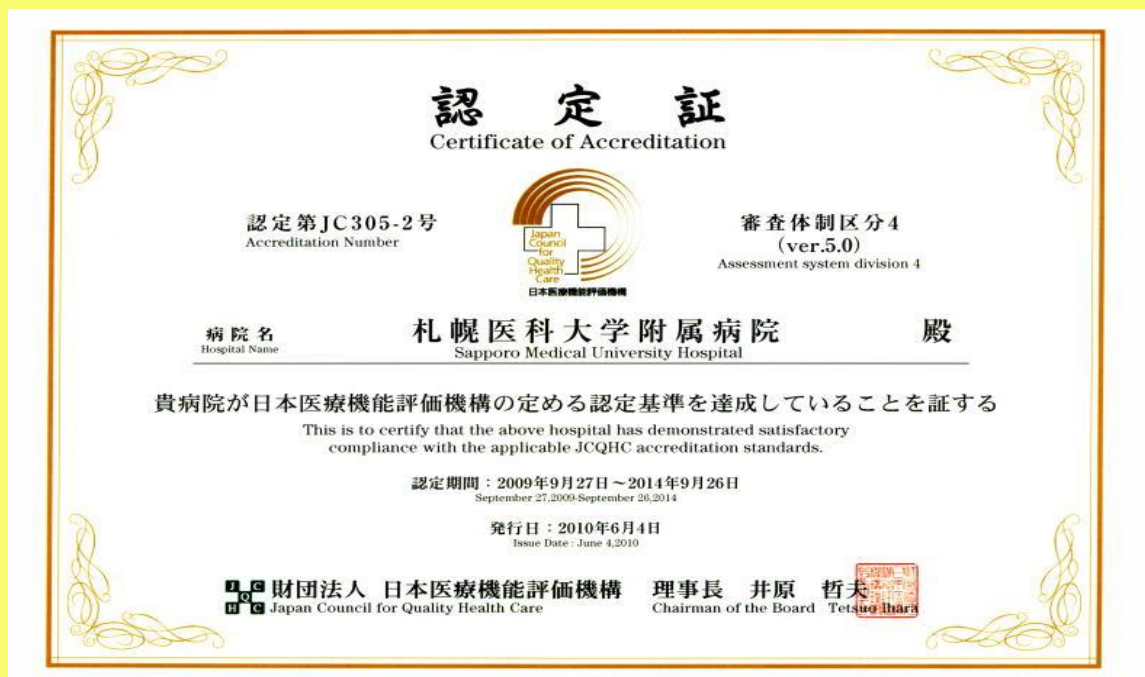 認定証
Certificate of Accreditation
認定第JC305-2号
Accreditation Number
Japan
Council
for
Quality
Health
Care
日本医療機能評価機構
審査体制区分4
(ver.5.0)
Assessment system division 4
病院名 札幌医科大学附属病院 殿
Hospital Name Sapporo Medical University Hospital
貴病院が日本医療機能評価機構の定める認定基準を達成していることを証する
This is to certify that the above hospital has demonstrated satisfactory
compliance with the applicable JCQHC accreditation standards.
認定期間:2009年9月27日~2014年9月26日
September 27,2009-September 26,2014
発行日:2010年6月4日
Issue Date : June 4,2010
JCQHC 財団法人 日本医療機能評価機構 理事長 井原 哲夫
Japan Council for Quality Health Care Chairman of the Board Tetsuo Ihara